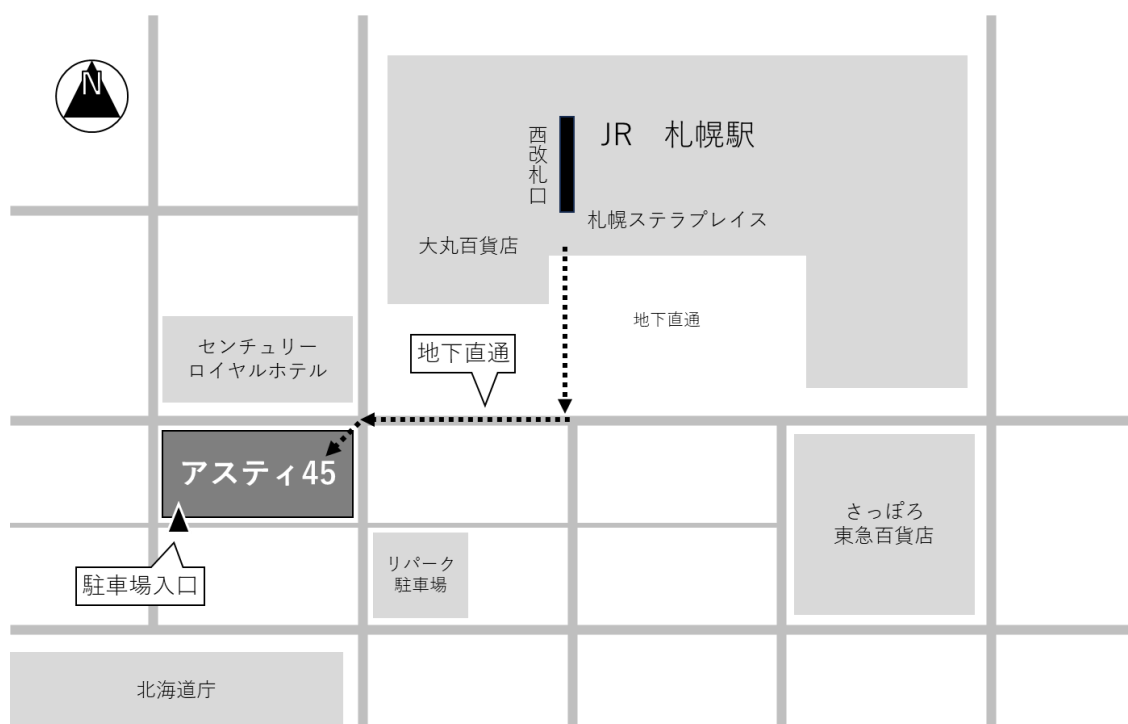 N
JR 札幌駅
西改札口
札幌ステラプレイス
大丸百貨店
地下直通
センチュリー
ロイヤルホテル
地下直通
アスティ45
さっぽろ
東急百貨店
リパーク
駐車場
駐車場入口
北海道庁